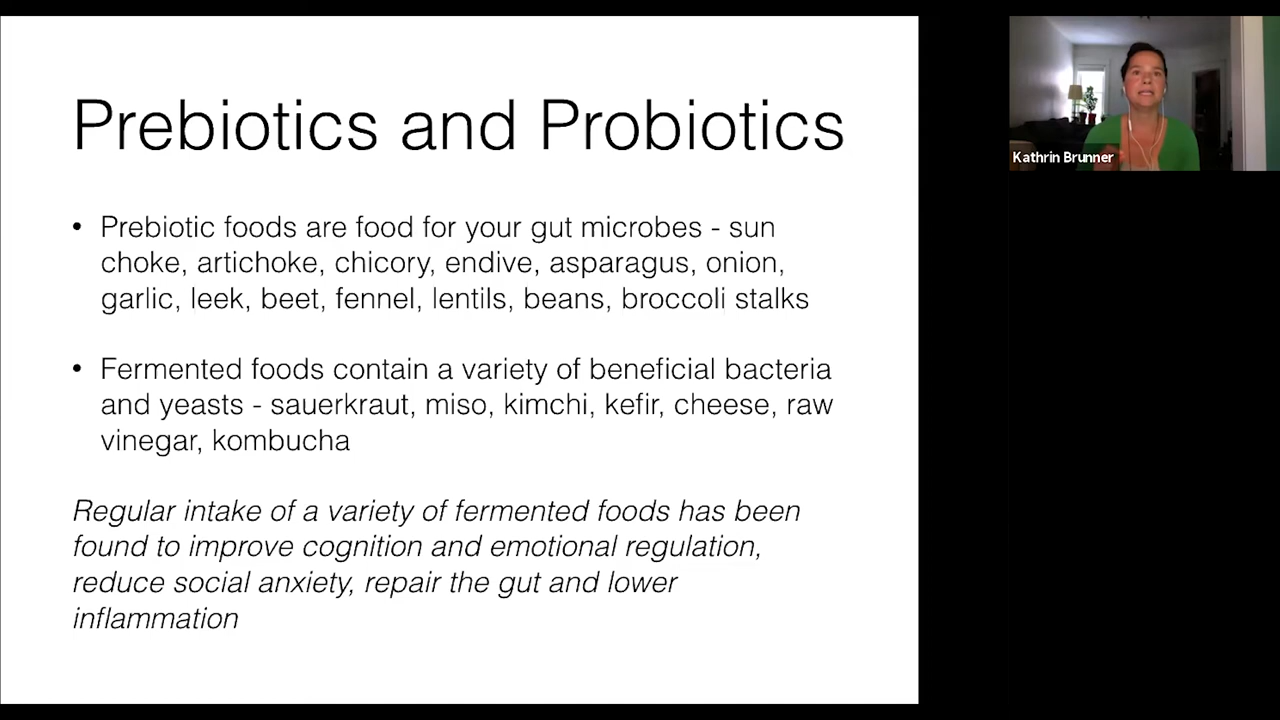 Prebiotics and Probiotics
• Prebiotic foods are food for your gut microbes - sun
choke, artichoke, chicory, endive, asparagus, onion,
garlic, leek, beet, fennel, lentils, beans, broccoli stalks
• Fermented foods contain a variety of beneficial bacteria
and yeasts - sauerkraut, miso, kimchi, kefir, cheese, raw
vinegar, kombucha
Regular intake of a variety of fermented foods has been
found to improve cognition and emotional regulation,
reduce social anxiety, repair the gut and lower
inflammation
Kathrin Brunner